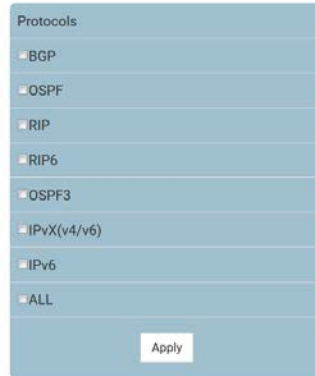 Protocols
BGP
OSPF
RIP
RIP6
OSPF3
IPvX(v4/v6)
IPv6
ALL
Apply